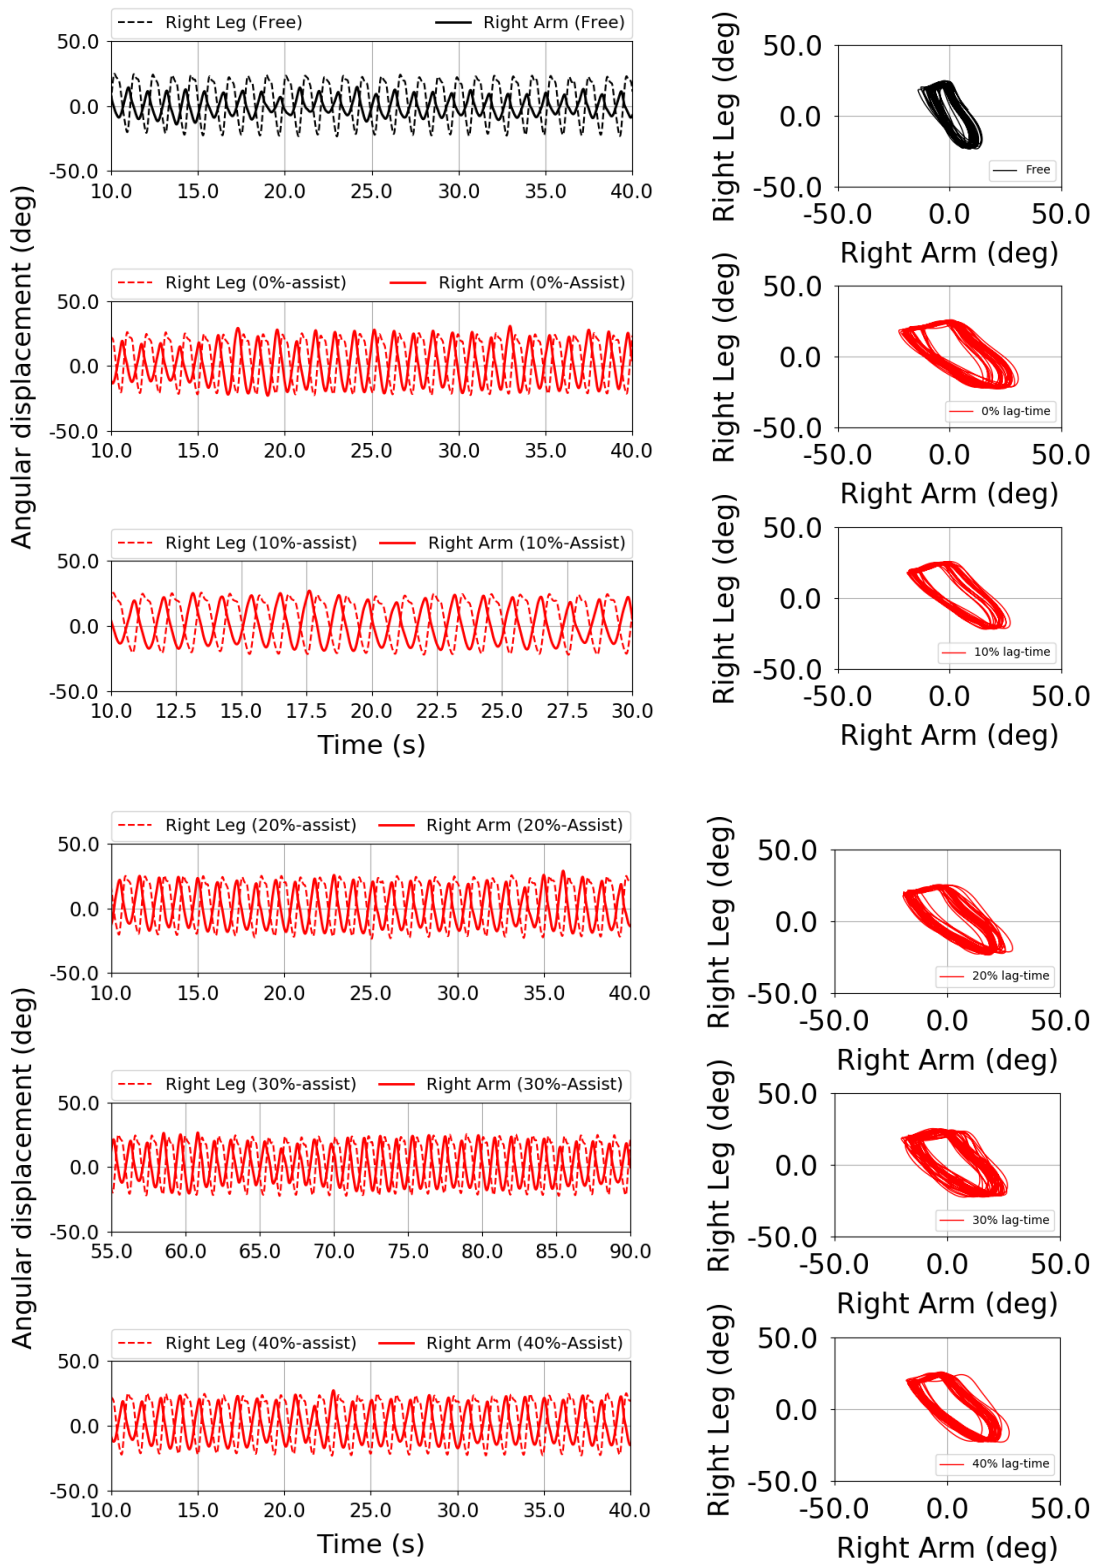 Right Leg (Free) Right Arm (Free)
50.0
0.0
-50.0
10.0 15.0 20.0 25.0 30.0 35.0 40.0
Right Leg (deg)
50.0
0.0
-50.0
Free
-50.0 0.0 50.0
Right Arm (deg)
Angular displacement (deg)
Right Leg (0%-assist) Right Arm (0%-Assist)
50.0
0.0
-50.0
10.0 15.0 20.0 25.0 30.0 35.0 40.0
Right Leg (deg)
50.0
0.0
-50.0
0% lag-time
-50.0 0.0 50.0
Right Arm (deg)
Right Leg (10%-assist) Right Arm (10%-Assist)
50.0
0.0
-50.0
10.0 12.5 15.0 17.5 20.0 22.5 25.0 27.5 30.0
Time (s)
Right Leg (deg)
50.0
0.0
-50.0
10% lag-time
-50.0 0.0 50.0
Right Arm (deg)
Right Leg (20%-assist) Right Arm (20%-Assist)
50.0
0.0
-50.0
10.0 15.0 20.0 25.0 30.0 35.0 40.0
Right Leg (deg)
50.0
0.0
-50.0
20% lag-time
-50.0 0.0 50.0
Right Arm (deg)
Angular displacement (deg)
Right Leg (30%-assist) Right Arm (30%-Assist)
50.0
0.0
-50.0
55.0 60.0 65.0 70.0 75.0 80.0 85.0 90.0
Right Leg (deg)
50.0
0.0
-50.0
30% lag-time
-50.0 0.0 50.0
Right Arm (deg)
Right Leg (40%-assist) Right Arm (40%-Assist)
50.0
0.0
-50.0
10.0 15.0 20.0 25.0 30.0 35.0 40.0
Time (s)
Right Leg (deg)
50.0
0.0
-50.0
40% lag-time
-50.0 0.0 50.0
Right Arm (deg)